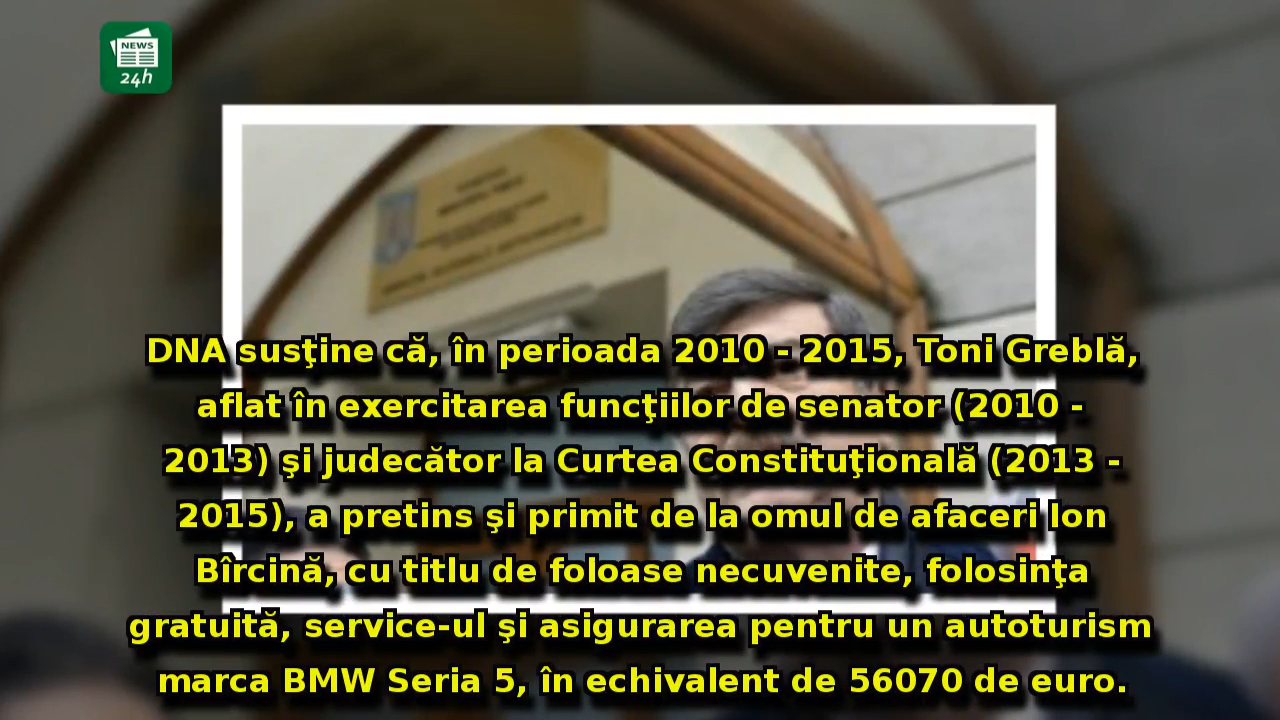 NEWS
24h
DNA susţine că, în perioada 2010 - 2015, Toni Greblă,
aflat în exercitarea funcţiilor de senator (2010 -
2013) şi judecător la Curtea Constituţională (2013 -
2015), a pretins şi primit de la omul de afaceri Ion
Bîrcină, cu titlu de foloase necuvenite, folosinţa
gratuită, service-ul şi asigurarea pentru un autoturism
marca BMW Seria 5, în echivalent de 56070 de euro.